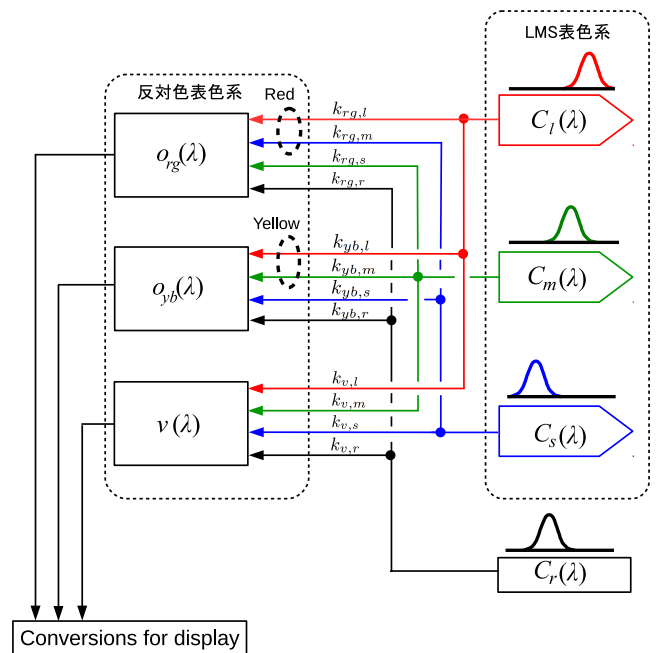 LMS表色系
反対色表色系
Red
k_{rg,l}
C_l(λ)
k_{rg,m}
o_{rg}(λ)
k_{rg,s}
k_{rg,r}
Yellow
k_{yb,l}
k_{yb,m}
C_m(λ)
o_{yb}(λ)
k_{yb,s}
k_{yb,r}
k_{v,l}
k_{v,m}
v(λ)
k_{v,s}
C_s(λ)
k_{v,r}
C_r(λ)
Conversions for display